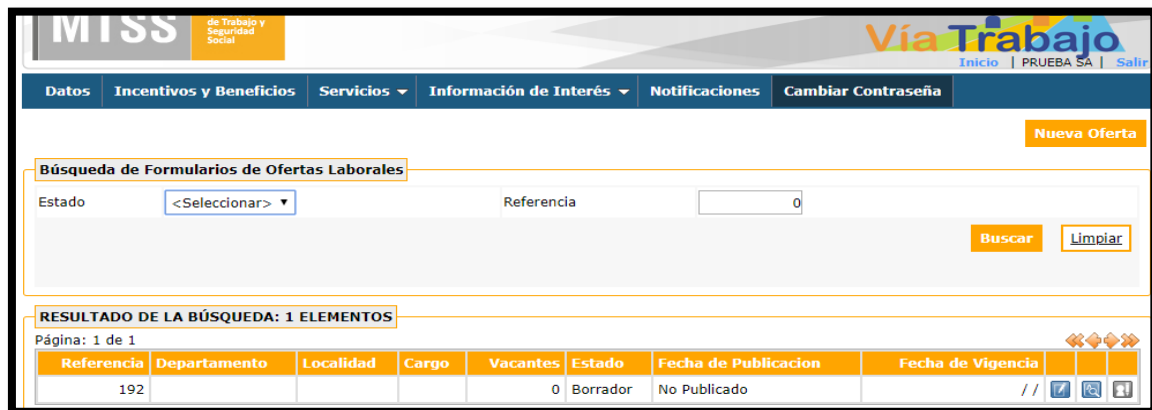 MTSS de Trabajo y Seguridad Social
Vía Trabajo
Inicio | PRUEBA SA | Salir
Datos Incentivos y Beneficios Servicios Información de Interés Notificaciones Cambiar Contraseña
Nueva Oferta
Búsqueda de Formularios de Ofertas Laborales
Estado <Seleccionar> Referencia 0
Buscar Limpiar
RESULTADO DE LA BÚSQUEDA: 1 ELEMENTOS
Página: 1 de 1
Referencia Departamento Localidad Cargo Vacantes Estado Fecha de Publicacion Fecha de Vigencia
192 0 Borrador No Publicado / /